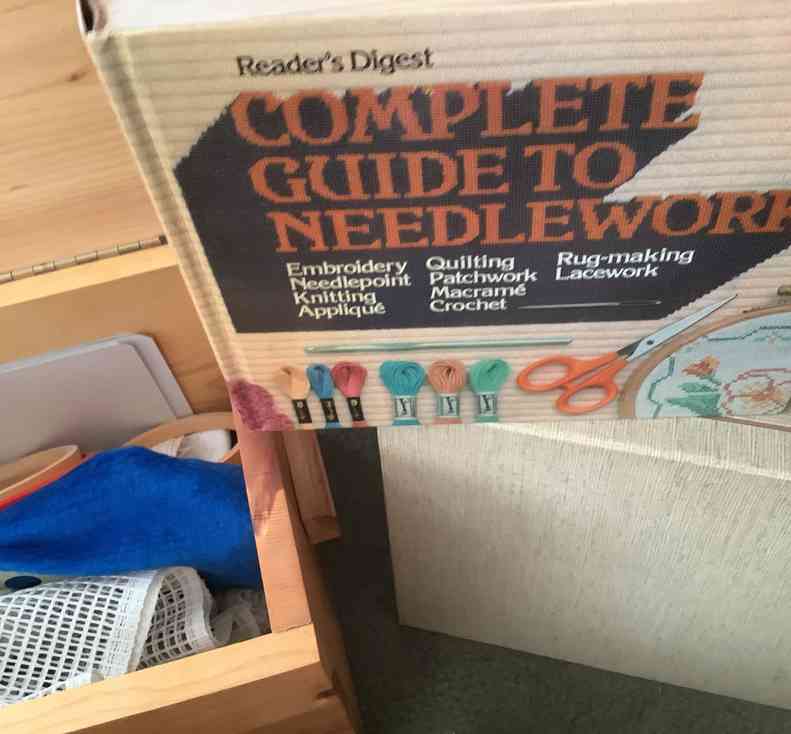 Reader's Digest
COMPLETE
GUIDE TO
NEEDLEWORK
Embroidery
Needlepoint
Knitting
Appliqué
Quilting
Patchwork
Macramé
Crochet
Rug-making
Lacework